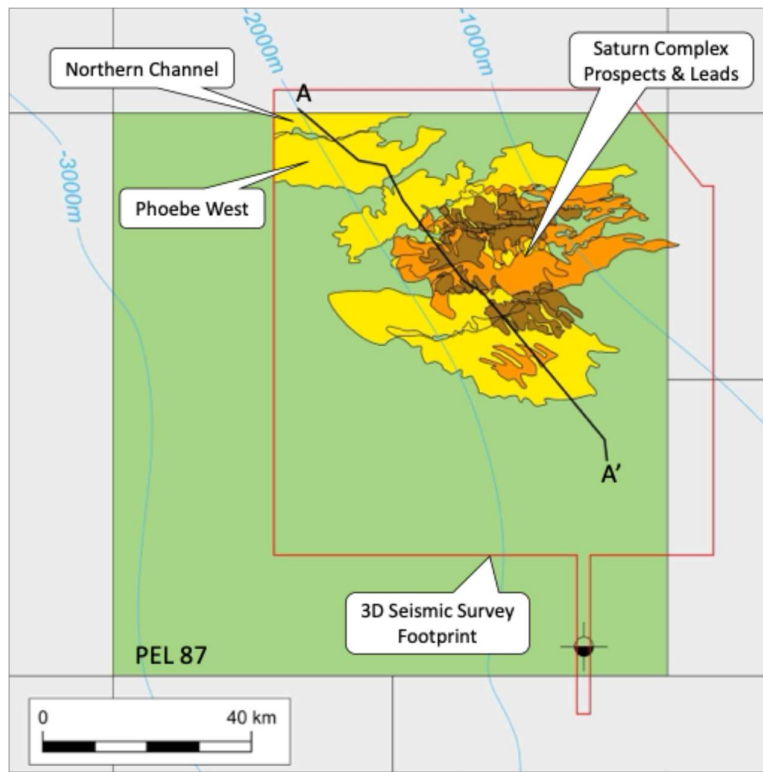 -2000m
-1000m
Saturn Complex
Prospects & Leads
Northern Channel
A
-3000m
Phoebe West
A'
3D Seismic Survey
Footprint
PEL 87
0 40 km